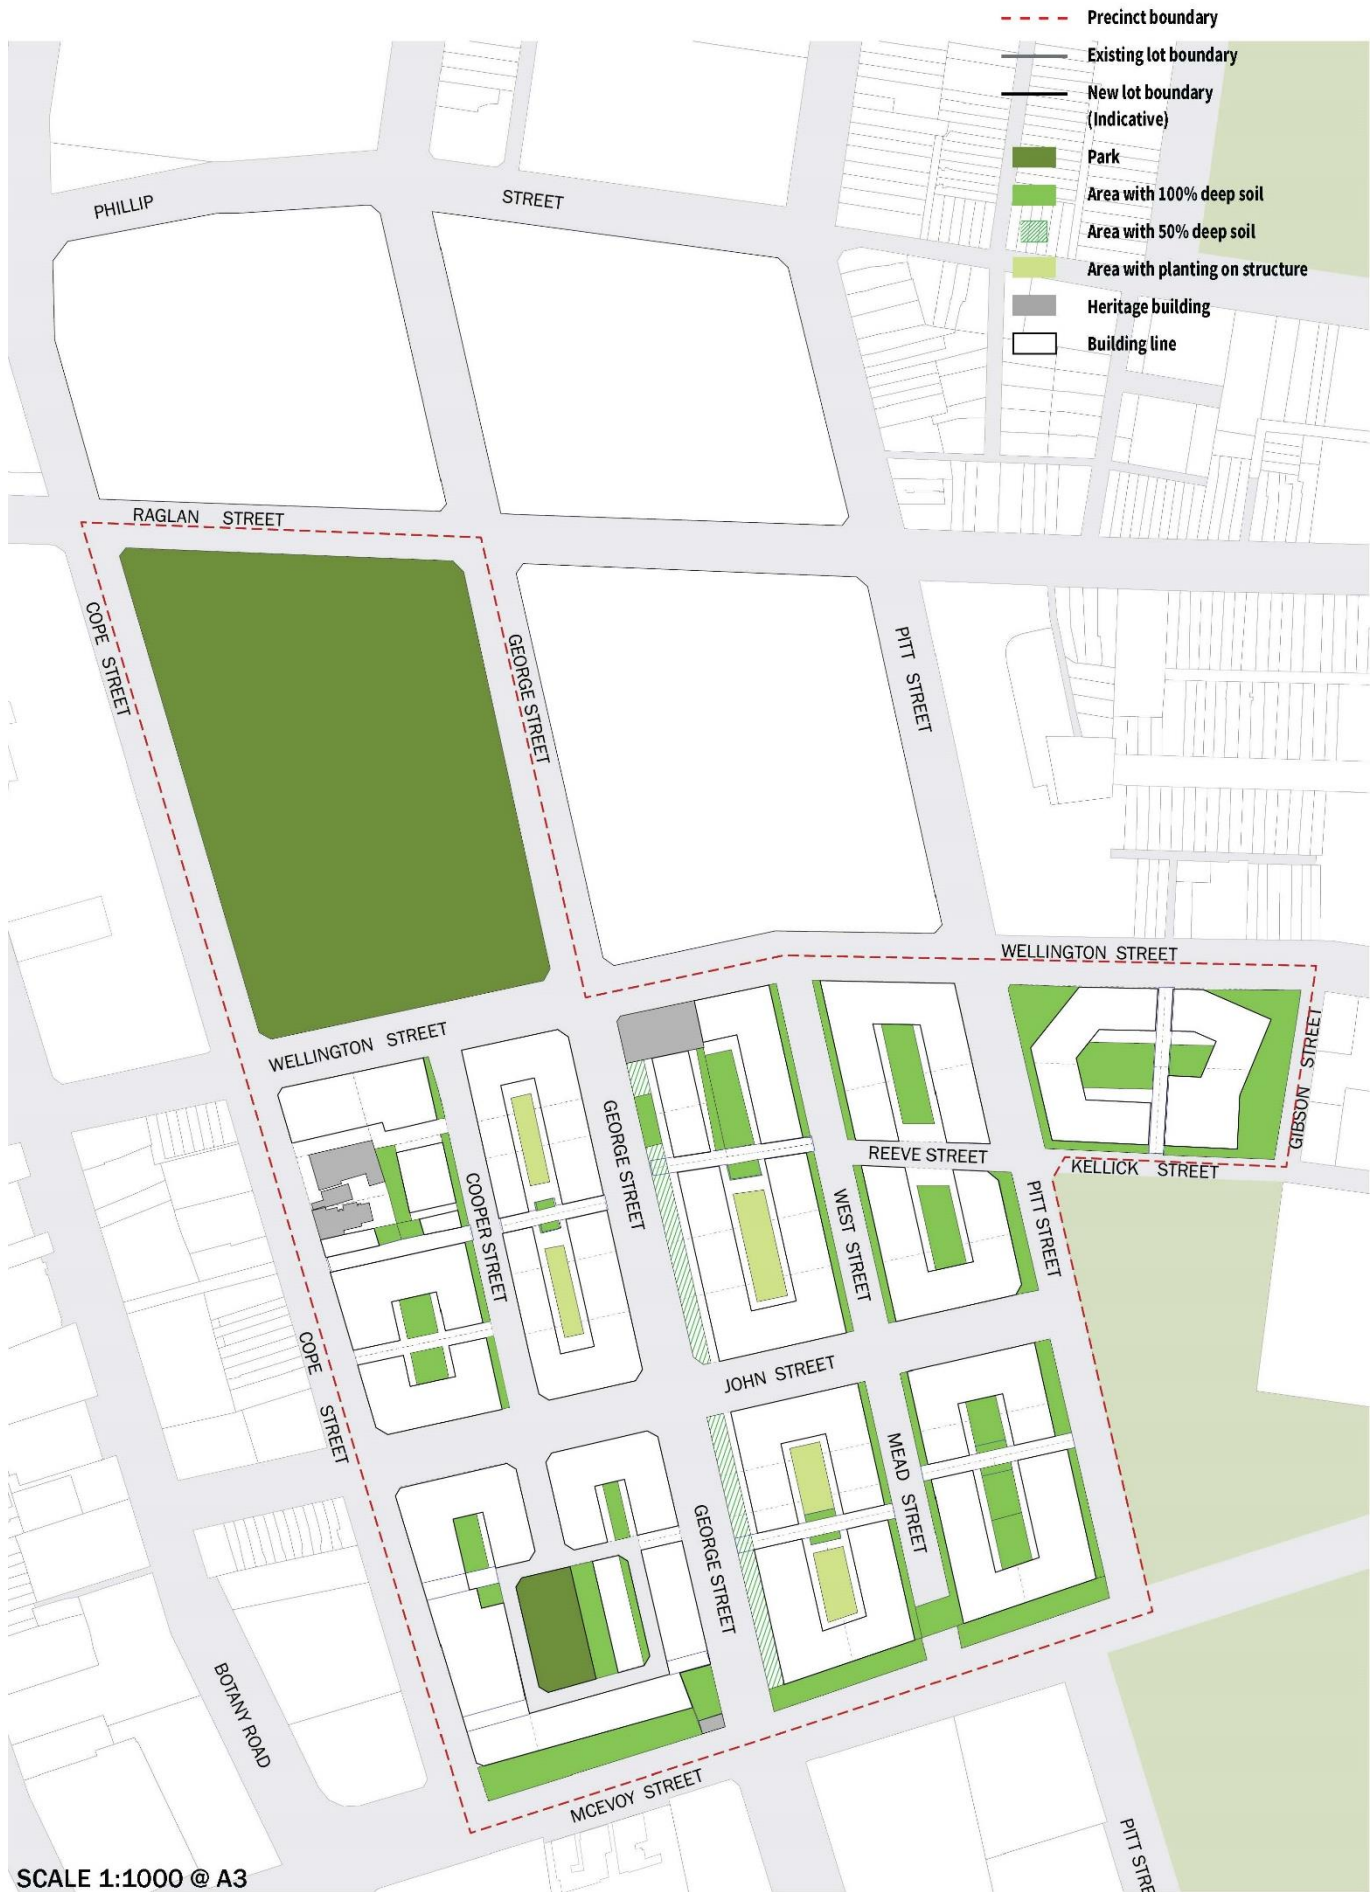 Precinct boundary
Existing lot boundary
New lot boundary
(Indicative)
Park
Area with 100% deep soil
Area with 50% deep soil
Area with planting on structure
Heritage building
Building line
PHILLIP STREET
RAGLAN STREET
COPE STREET
GEORGE STREET
PITT STREET
WELLINGTON STREET
WELLINGTON STREET
GIBSON STREET
GEORGE STREET
REEVE STREET
KELLICK STREET
COOPER STREET
WEST STREET
PITT STREET
COPE STREET
JOHN STREET
MEAD STREET
GEORGE STREET
BOTANY ROAD
MCEVOY STREET
PITT STRE
SCALE 1:1000 @ A3